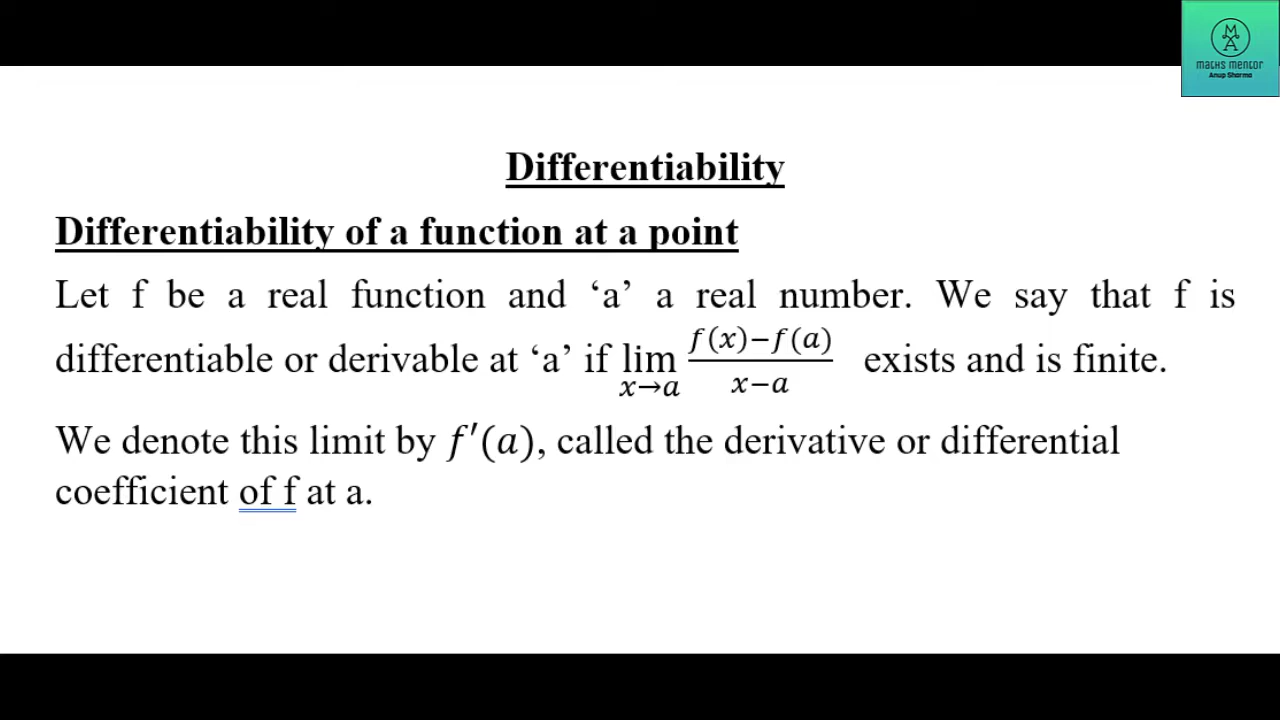 MA
maths mentor
Anup Sharma
Differentiability
Differentiability of a function at a point
Let f be a real function and ‘a’ a real number. We say that f is
differentiable or derivable at ‘a’ if lim x→a f(x)−f(a) / x−a exists and is finite.
We denote this limit by f′(a), called the derivative or differential
coefficient of f at a.